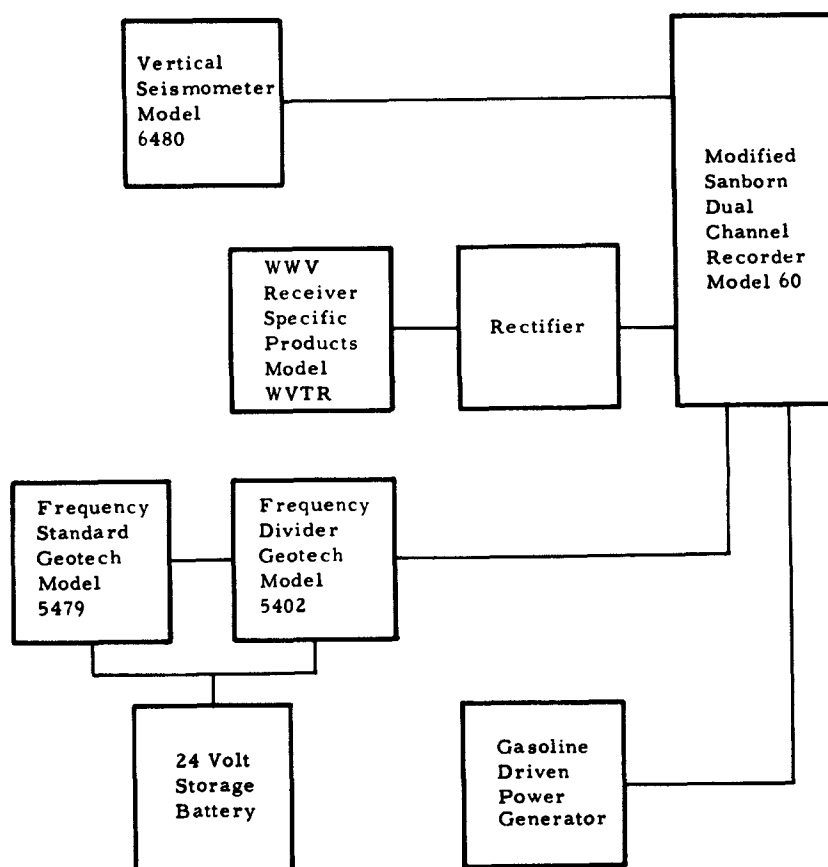 Vertical
Seismometer
Model
6480
Modified
Sanborn
Dual
Channel
Recorder
Model 60
WWV
Receiver
Specific
Products
Model
WVTR
Rectifier
Frequency
Standard
Geotech
Model
5479
Frequency
Divider
Geotech
Model
5402
24 Volt
Storage
Battery
Gasoline
Driven
Power
Generator